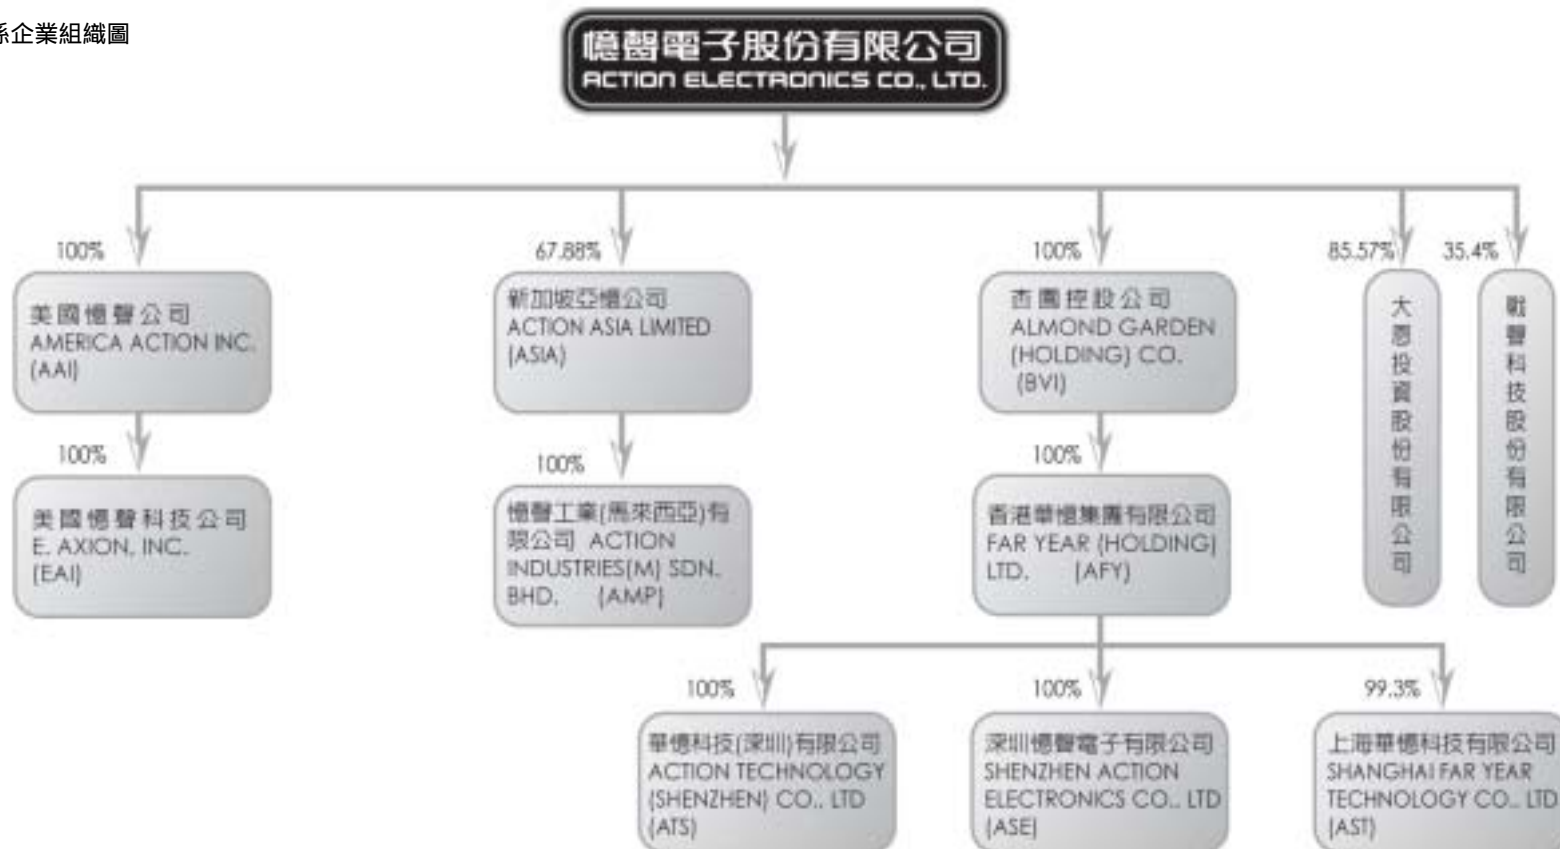 係企業組織圖
憶聲電子股份有限公司
ACTION ELECTRONICS CO., LTD.
100%
67.88%
100%
85.57%
35.4%
美國憶聲公司
AMERICA ACTION INC.
(AAI)
新加坡亞憶公司
ACTION ASIA LIMITED
(ASIA)
杏園控股公司
ALMOND GARDEN
(HOLDING) CO.
(BVI)
大恩投資股份有限公司
戰聲科技股份有限公司
100%
100%
100%
美國憶聲科技公司
E. AXION, INC.
(EAI)
憶聲工業(馬來西亞)有
限公司 ACTION
INDUSTRIES(M) SDN.
BHD. (AMP)
香港華憶集團有限公司
FAR YEAR (HOLDING)
LTD. (AFY)
100%
100%
99.3%
華憶科技(深圳)有限公司
ACTION TECHNOLOGY
(SHENZHEN) CO., LTD
(ATS)
深圳憶聲電子有限公司
SHENZHEN ACTION
ELECTRONICS CO., LTD
(ASE)
上海華憶科技有限公司
SHANGHAI FAR YEAR
TECHNOLOGY CO., LTD
(AST)